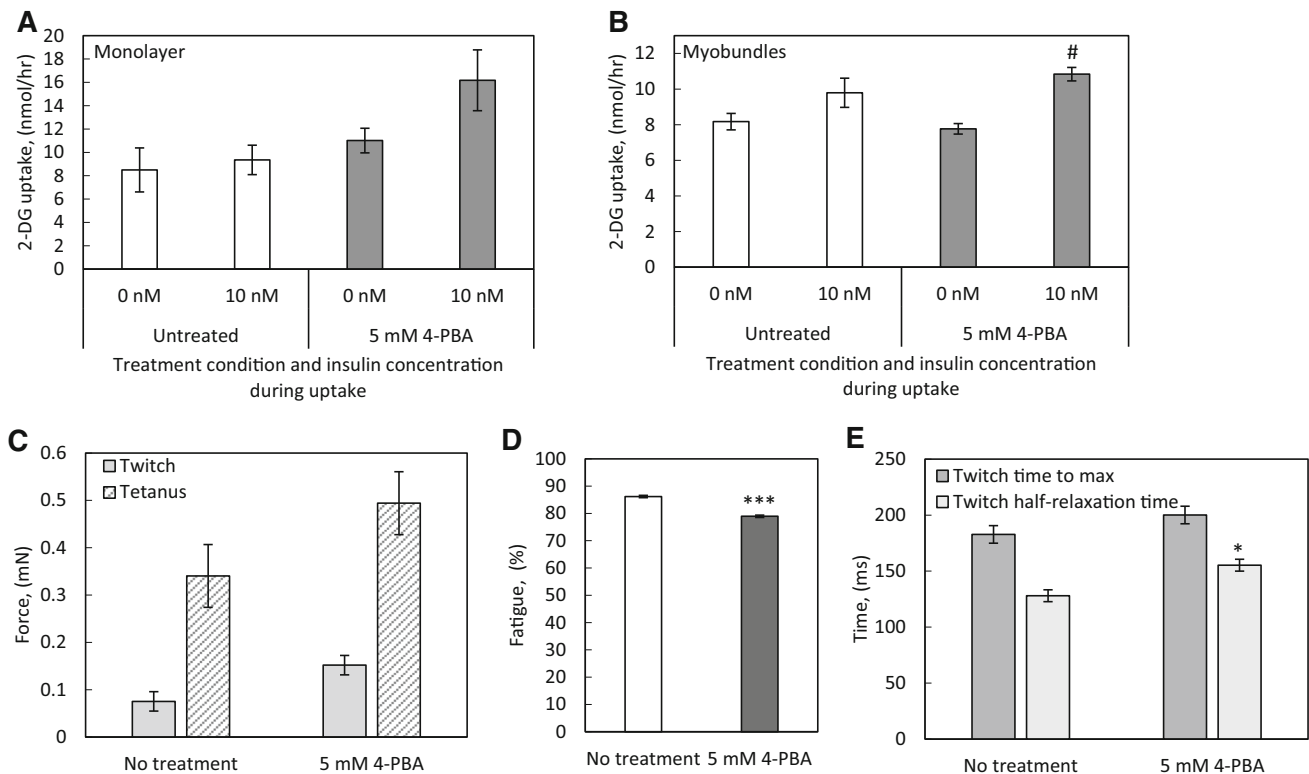 A
2-DG uptake, (nmol/hr)
20
18
16
14
12
10
8
6
4
2
0
Monolayer
0 nM 10 nM 0 nM 10 nM
Untreated 5 mM 4-PBA
Treatment condition and insulin concentration
during uptake
B
2-DG uptake, (nmol/hr)
12
10
8
6
4
2
0
Myobundles
#
0 nM 10 nM 0 nM 10 nM
Untreated 5 mM 4-PBA
Treatment condition and insulin concentration
during uptake
C
Force, (mN)
0.6
0.5
0.4
0.3
0.2
0.1
0
Twitch
Tetanus
No treatment 5 mM 4-PBA
D
Fatigue, (%)
100
90
80
70
60
50
40
30
20
10
0
***
No treatment 5 mM 4-PBA
E
Time, (ms)
250
200
150
100
50
0
Twitch time to max
Twitch half-relaxation time
*
No treatment 5 mM 4-PBA